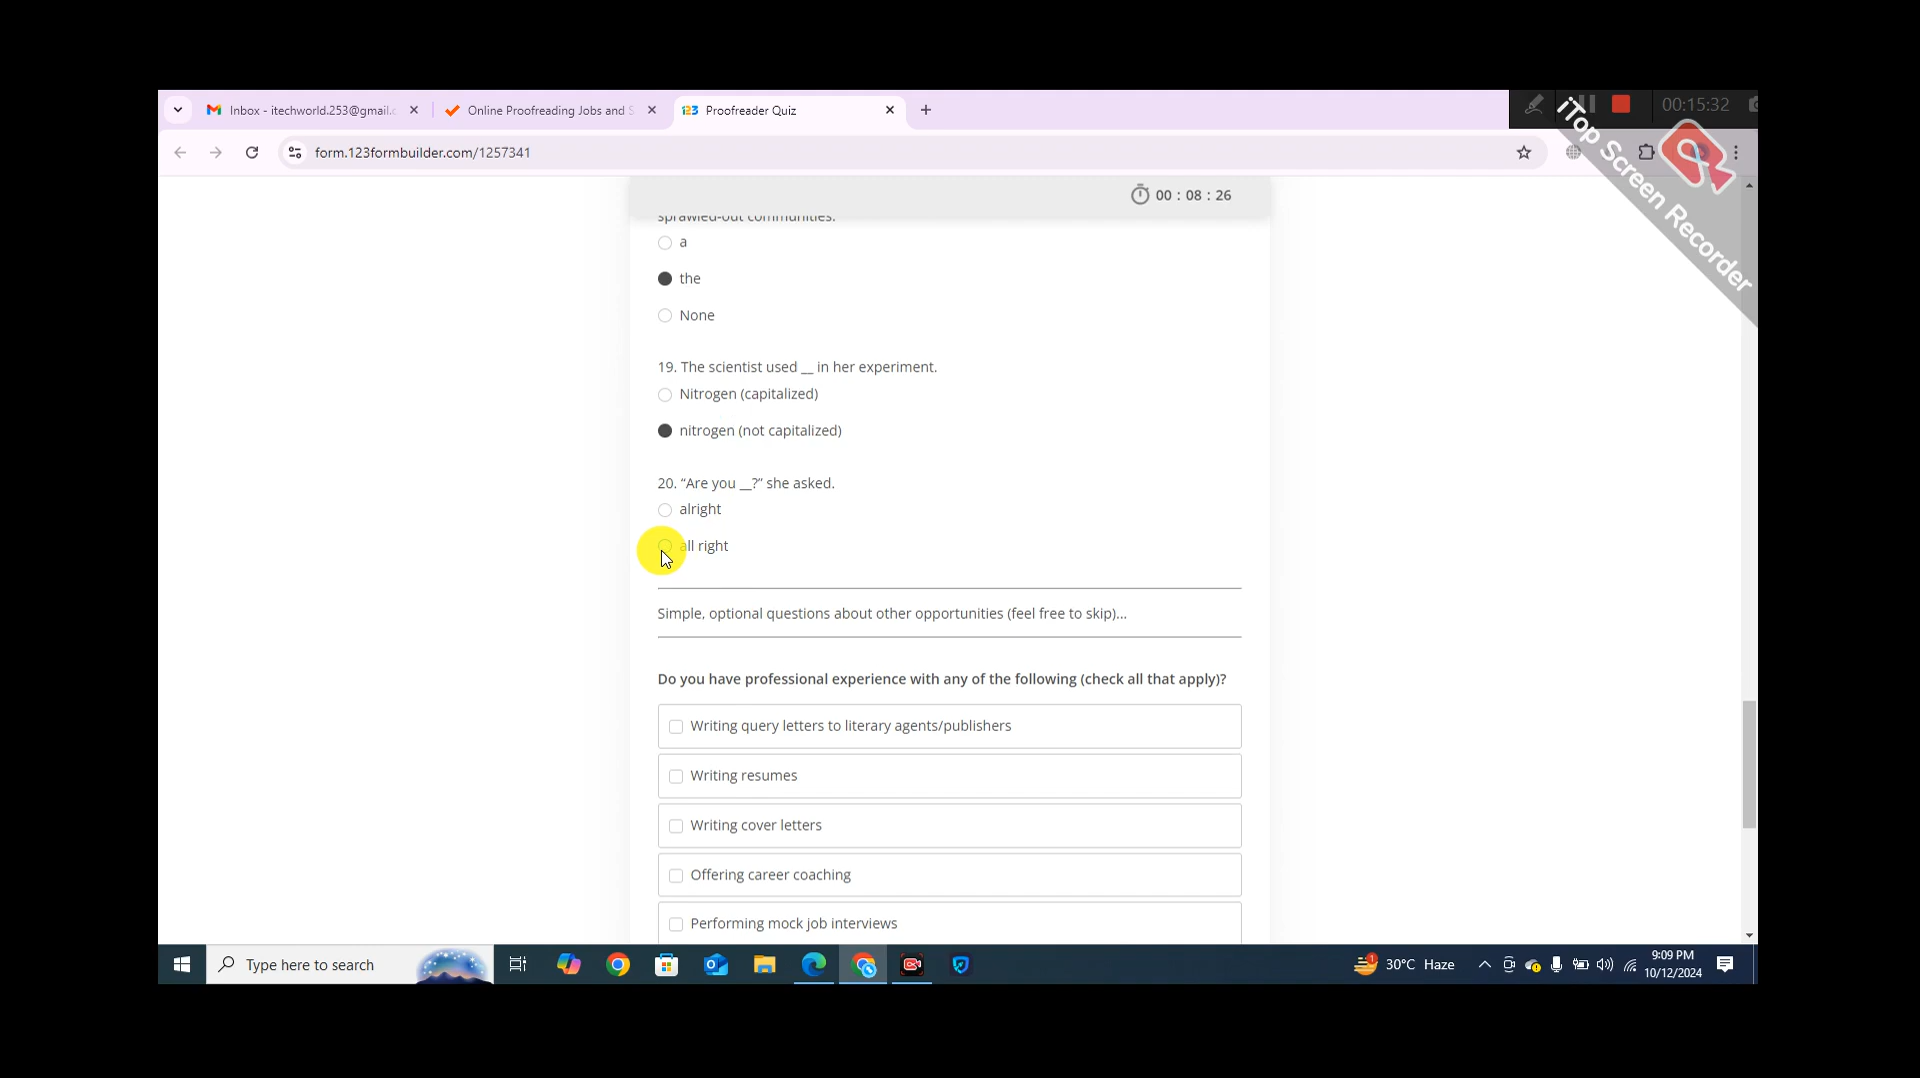 Inbox - itechworld.253@gmail.c
Online Proofreading Jobs and S
Proofreader Quiz
00:15:32
form.123formbuilder.com/1257341
iTop Screen Recorder
00 : 08 : 26
sprawled-out communities.
a
the
None
19. The scientist used __ in her experiment.
Nitrogen (capitalized)
nitrogen (not capitalized)
20. “Are you __?” she asked.
alright
all right
Simple, optional questions about other opportunities (feel free to skip)...
Do you have professional experience with any of the following (check all that apply)?
Writing query letters to literary agents/publishers
Writing resumes
Writing cover letters
Offering career coaching
Performing mock job interviews
Type here to search
30°C Haze
9:09 PM
10/12/2024